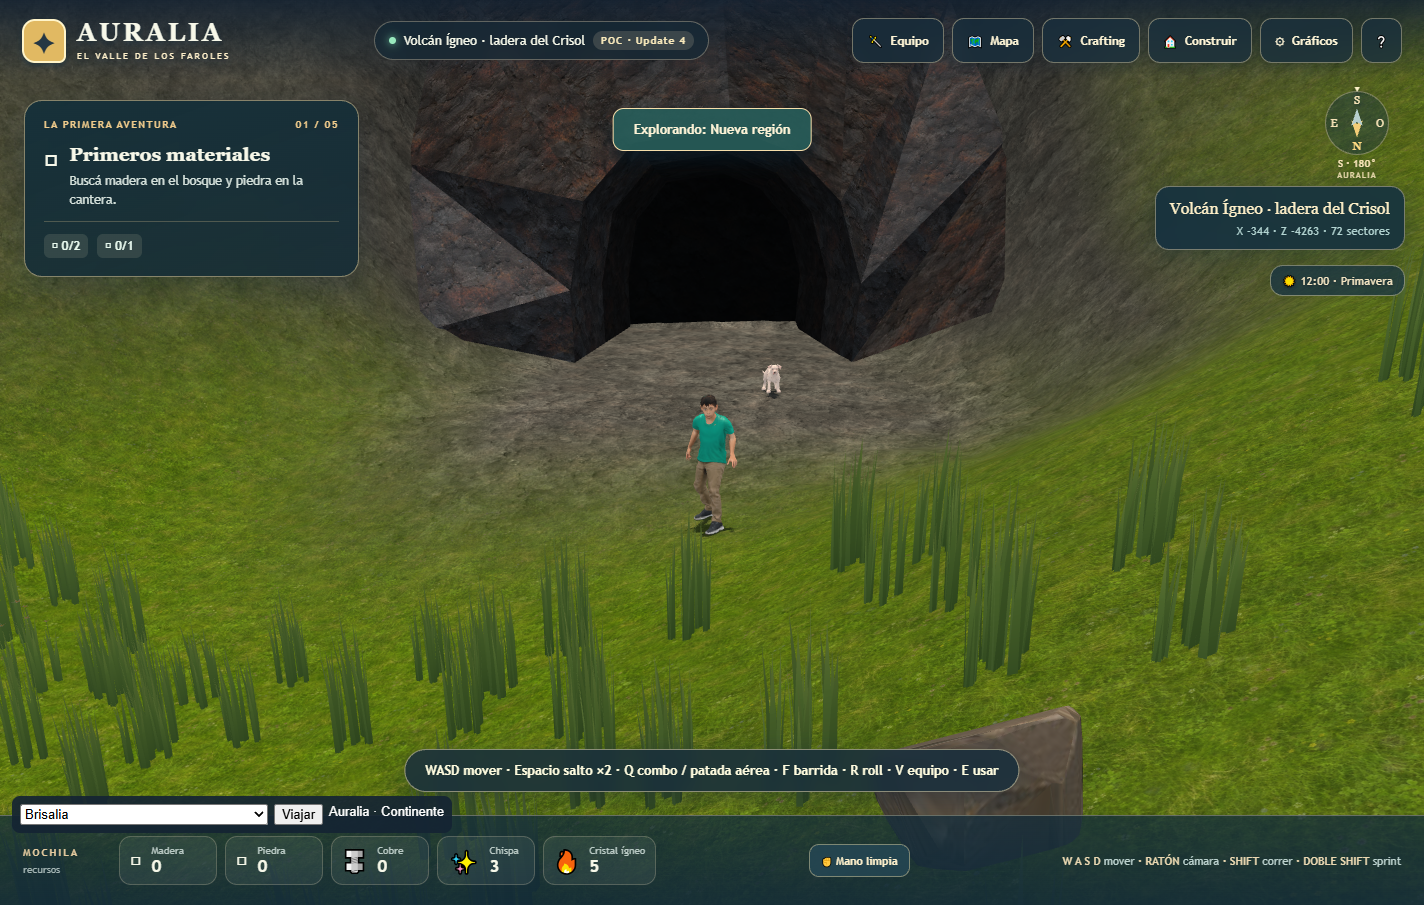 AURALIA
EL VALLE DE LOS FAROLES
Volcán Ígneo · ladera del Crisol POC · Update 4
Equipo
Mapa
Crafting
Construir
Gráficos
?
LA PRIMERA AVENTURA 01 / 05
Primeros materiales
Buscá madera en el bosque y piedra en la
cantera.
0/2 0/1
Explorando: Nueva región
S
E O
N
S · 180°
AURALIA
Volcán Ígneo · ladera del Crisol
X -344 · Z -4263 · 72 sectores
12:00 · Primavera
WASD mover · Espacio salto ×2 · Q combo / patada aérea · F barrida · R roll · V equipo · E usar
Brisalia Viajar Auralia · Continente
MOCHILA
recursos
Madera
0
Piedra
0
Cobre
0
Chispa
3
Cristal ígneo
5
Mano limpia
W A S D mover · RATÓN cámara · SHIFT correr · DOBLE SHIFT sprint